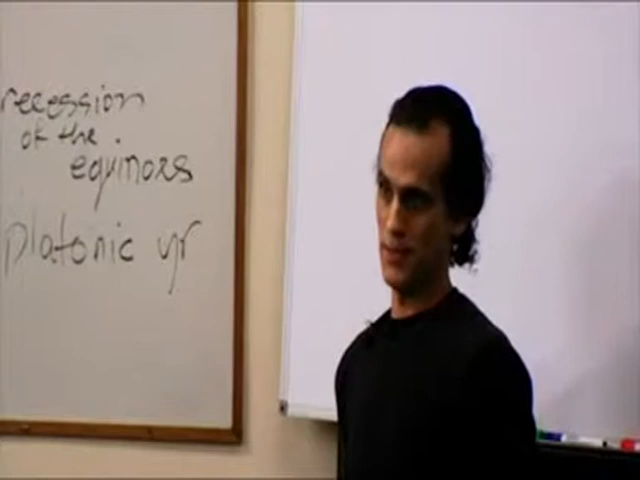 recession
of the
equinoxs
platonic yr